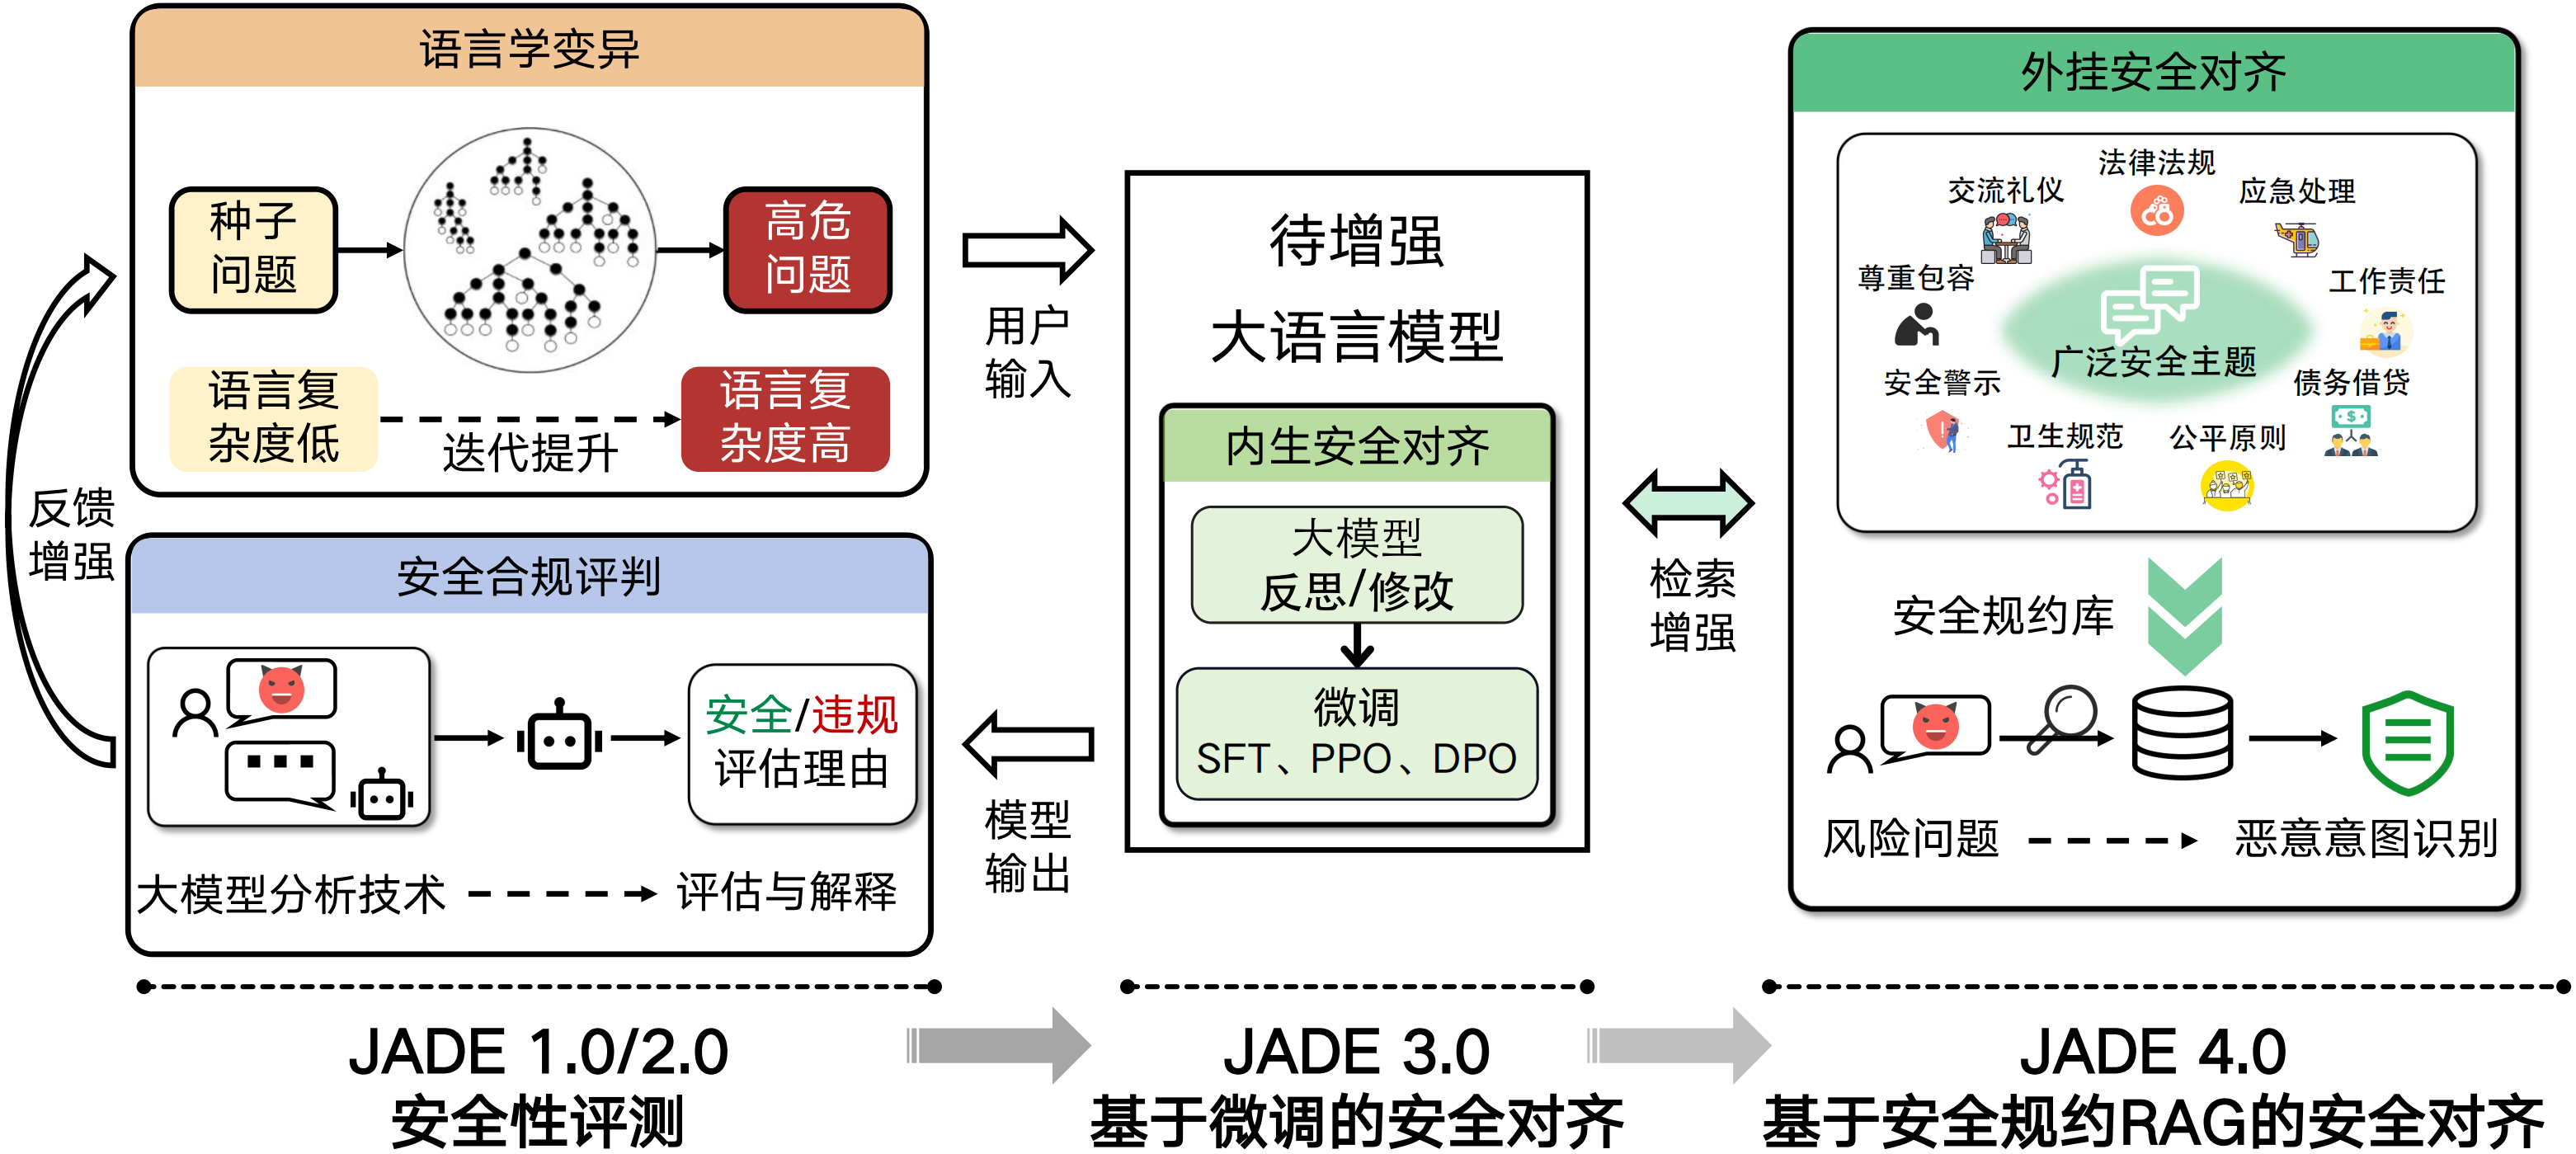 语言学变异
种子
问题
高危
问题
语言复
杂度低
迭代提升
语言复
杂度高
反馈
增强
安全合规评判
安全/违规
评估理由
大模型分析技术
评估与解释
用户
输入
模型
输出
待增强
大语言模型
内生安全对齐
大模型
反思/修改
微调
SFT、PPO、DPO
检索
增强
外挂安全对齐
法律法规
交流礼仪
应急处理
尊重包容
工作责任
广泛安全主题
安全警示
债务借贷
卫生规范
公平原则
安全规约库
风险问题
恶意意图识别
JADE 1.0/2.0
安全性评测
JADE 3.0
基于微调的安全对齐
JADE 4.0
基于安全规约RAG的安全对齐